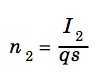 n₂ = I₂ / qs